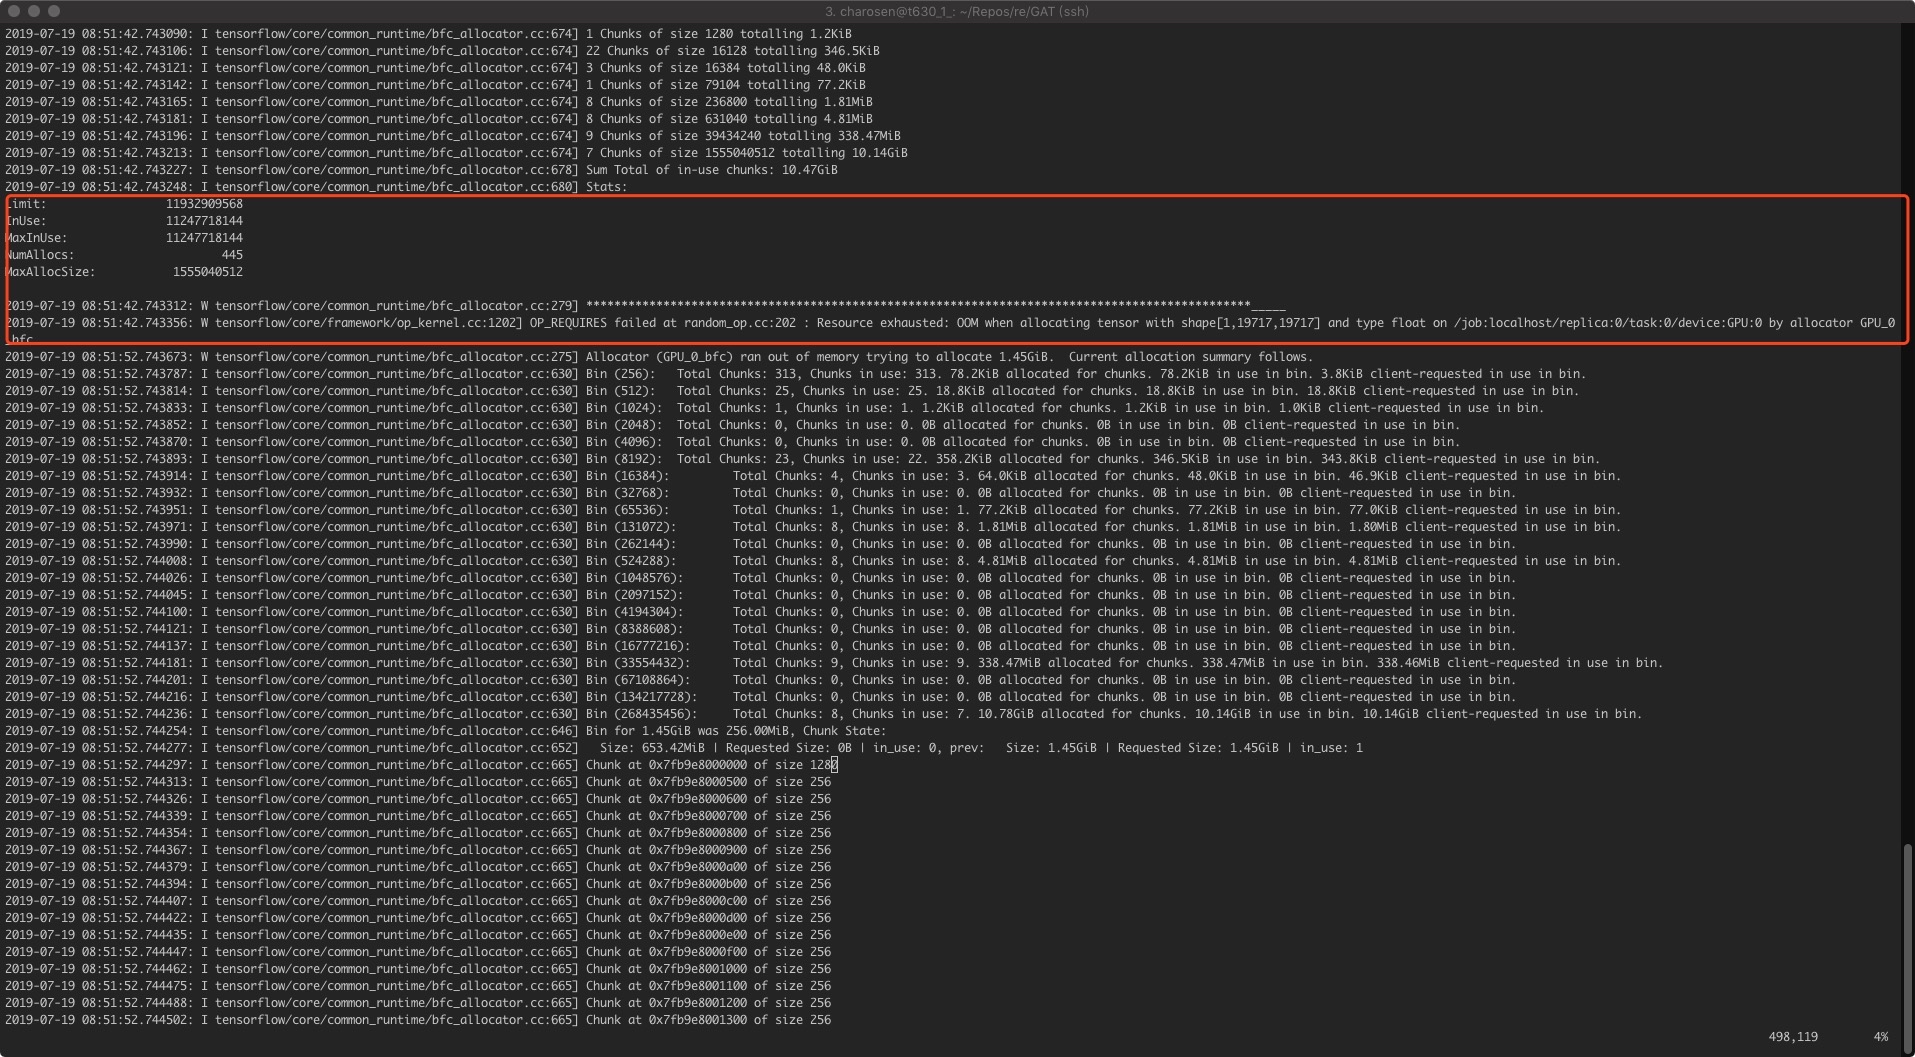 3. charosen@t630_1_: ~/Repos/re/GAT (ssh)
2019-07-19 08:51:42.743090: I tensorflow/core/common_runtime/bfc_allocator.cc:674] 1 Chunks of size 1280 totalling 1.2KiB
2019-07-19 08:51:42.743106: I tensorflow/core/common_runtime/bfc_allocator.cc:674] 22 Chunks of size 16128 totalling 346.5KiB
2019-07-19 08:51:42.743121: I tensorflow/core/common_runtime/bfc_allocator.cc:674] 3 Chunks of size 16384 totalling 48.0KiB
2019-07-19 08:51:42.743142: I tensorflow/core/common_runtime/bfc_allocator.cc:674] 1 Chunks of size 79104 totalling 77.2KiB
2019-07-19 08:51:42.743165: I tensorflow/core/common_runtime/bfc_allocator.cc:674] 8 Chunks of size 236800 totalling 1.81MiB
2019-07-19 08:51:42.743181: I tensorflow/core/common_runtime/bfc_allocator.cc:674] 8 Chunks of size 631040 totalling 4.81MiB
2019-07-19 08:51:42.743196: I tensorflow/core/common_runtime/bfc_allocator.cc:674] 9 Chunks of size 39434240 totalling 338.47MiB
2019-07-19 08:51:42.743213: I tensorflow/core/common_runtime/bfc_allocator.cc:674] 7 Chunks of size 1555040512 totalling 10.14GiB
2019-07-19 08:51:42.743227: I tensorflow/core/common_runtime/bfc_allocator.cc:678] Sum Total of in-use chunks: 10.47GiB
2019-07-19 08:51:42.743248: I tensorflow/core/common_runtime/bfc_allocator.cc:680] Stats:
Limit: 11932909568
InUse: 11247718144
MaxInUse: 11247718144
NumAllocs: 445
MaxAllocSize: 1555040512
2019-07-19 08:51:42.743312: W tensorflow/core/common_runtime/bfc_allocator.cc:279] ***********************************************************************************************_____
2019-07-19 08:51:42.743356: W tensorflow/core/framework/op_kernel.cc:1202] OP_REQUIRES failed at random_op.cc:202 : Resource exhausted: OOM when allocating tensor with shape[1,19717,19717] and type float on /job:localhost/replica:0/task:0/device:GPU:0 by allocator GPU_0
_bfc
2019-07-19 08:51:52.743673: W tensorflow/core/common_runtime/bfc_allocator.cc:275] Allocator (GPU_0_bfc) ran out of memory trying to allocate 1.45GiB.  Current allocation summary follows.
2019-07-19 08:51:52.743787: I tensorflow/core/common_runtime/bfc_allocator.cc:630] Bin (256):   Total Chunks: 313, Chunks in use: 313. 78.2KiB allocated for chunks. 78.2KiB in use in bin. 3.8KiB client-requested in use in bin.
2019-07-19 08:51:52.743814: I tensorflow/core/common_runtime/bfc_allocator.cc:630] Bin (512):   Total Chunks: 25, Chunks in use: 25. 18.8KiB allocated for chunks. 18.8KiB in use in bin. 18.8KiB client-requested in use in bin.
2019-07-19 08:51:52.743833: I tensorflow/core/common_runtime/bfc_allocator.cc:630] Bin (1024):  Total Chunks: 1, Chunks in use: 1. 1.2KiB allocated for chunks. 1.2KiB in use in bin. 1.0KiB client-requested in use in bin.
2019-07-19 08:51:52.743852: I tensorflow/core/common_runtime/bfc_allocator.cc:630] Bin (2048):  Total Chunks: 0, Chunks in use: 0. 0B allocated for chunks. 0B in use in bin. 0B client-requested in use in bin.
2019-07-19 08:51:52.743870: I tensorflow/core/common_runtime/bfc_allocator.cc:630] Bin (4096):  Total Chunks: 0, Chunks in use: 0. 0B allocated for chunks. 0B in use in bin. 0B client-requested in use in bin.
2019-07-19 08:51:52.743893: I tensorflow/core/common_runtime/bfc_allocator.cc:630] Bin (8192):  Total Chunks: 23, Chunks in use: 22. 358.2KiB allocated for chunks. 346.5KiB in use in bin. 343.8KiB client-requested in use in bin.
2019-07-19 08:51:52.743914: I tensorflow/core/common_runtime/bfc_allocator.cc:630] Bin (16384):         Total Chunks: 4, Chunks in use: 3. 64.0KiB allocated for chunks. 48.0KiB in use in bin. 46.9KiB client-requested in use in bin.
2019-07-19 08:51:52.743932: I tensorflow/core/common_runtime/bfc_allocator.cc:630] Bin (32768):         Total Chunks: 0, Chunks in use: 0. 0B allocated for chunks. 0B in use in bin. 0B client-requested in use in bin.
2019-07-19 08:51:52.743951: I tensorflow/core/common_runtime/bfc_allocator.cc:630] Bin (65536):         Total Chunks: 1, Chunks in use: 1. 77.2KiB allocated for chunks. 77.2KiB in use in bin. 77.0KiB client-requested in use in bin.
2019-07-19 08:51:52.743971: I tensorflow/core/common_runtime/bfc_allocator.cc:630] Bin (131072):        Total Chunks: 8, Chunks in use: 8. 1.81MiB allocated for chunks. 1.81MiB in use in bin. 1.80MiB client-requested in use in bin.
2019-07-19 08:51:52.743990: I tensorflow/core/common_runtime/bfc_allocator.cc:630] Bin (262144):        Total Chunks: 0, Chunks in use: 0. 0B allocated for chunks. 0B in use in bin. 0B client-requested in use in bin.
2019-07-19 08:51:52.744008: I tensorflow/core/common_runtime/bfc_allocator.cc:630] Bin (524288):        Total Chunks: 8, Chunks in use: 8. 4.81MiB allocated for chunks. 4.81MiB in use in bin. 4.81MiB client-requested in use in bin.
2019-07-19 08:51:52.744026: I tensorflow/core/common_runtime/bfc_allocator.cc:630] Bin (1048576):       Total Chunks: 0, Chunks in use: 0. 0B allocated for chunks. 0B in use in bin. 0B client-requested in use in bin.
2019-07-19 08:51:52.744045: I tensorflow/core/common_runtime/bfc_allocator.cc:630] Bin (2097152):       Total Chunks: 0, Chunks in use: 0. 0B allocated for chunks. 0B in use in bin. 0B client-requested in use in bin.
2019-07-19 08:51:52.744100: I tensorflow/core/common_runtime/bfc_allocator.cc:630] Bin (4194304):       Total Chunks: 0, Chunks in use: 0. 0B allocated for chunks. 0B in use in bin. 0B client-requested in use in bin.
2019-07-19 08:51:52.744121: I tensorflow/core/common_runtime/bfc_allocator.cc:630] Bin (8388608):       Total Chunks: 0, Chunks in use: 0. 0B allocated for chunks. 0B in use in bin. 0B client-requested in use in bin.
2019-07-19 08:51:52.744137: I tensorflow/core/common_runtime/bfc_allocator.cc:630] Bin (16777216):      Total Chunks: 0, Chunks in use: 0. 0B allocated for chunks. 0B in use in bin. 0B client-requested in use in bin.
2019-07-19 08:51:52.744181: I tensorflow/core/common_runtime/bfc_allocator.cc:630] Bin (33554432):      Total Chunks: 9, Chunks in use: 9. 338.47MiB allocated for chunks. 338.47MiB in use in bin. 338.46MiB client-requested in use in bin.
2019-07-19 08:51:52.744201: I tensorflow/core/common_runtime/bfc_allocator.cc:630] Bin (67108864):      Total Chunks: 0, Chunks in use: 0. 0B allocated for chunks. 0B in use in bin. 0B client-requested in use in bin.
2019-07-19 08:51:52.744216: I tensorflow/core/common_runtime/bfc_allocator.cc:630] Bin (134217728):     Total Chunks: 0, Chunks in use: 0. 0B allocated for chunks. 0B in use in bin. 0B client-requested in use in bin.
2019-07-19 08:51:52.744236: I tensorflow/core/common_runtime/bfc_allocator.cc:630] Bin (268435456):     Total Chunks: 8, Chunks in use: 7. 10.78GiB allocated for chunks. 10.14GiB in use in bin. 10.14GiB client-requested in use in bin.
2019-07-19 08:51:52.744254: I tensorflow/core/common_runtime/bfc_allocator.cc:646] Bin for 1.45GiB was 256.00MiB, Chunk State:
2019-07-19 08:51:52.744277: I tensorflow/core/common_runtime/bfc_allocator.cc:652]   Size: 653.42MiB | Requested Size: 0B | in_use: 0, prev:   Size: 1.45GiB | Requested Size: 1.45GiB | in_use: 1
2019-07-19 08:51:52.744297: I tensorflow/core/common_runtime/bfc_allocator.cc:665] Chunk at 0x7fb9e8000000 of size 1280
2019-07-19 08:51:52.744313: I tensorflow/core/common_runtime/bfc_allocator.cc:665] Chunk at 0x7fb9e8000500 of size 256
2019-07-19 08:51:52.744326: I tensorflow/core/common_runtime/bfc_allocator.cc:665] Chunk at 0x7fb9e8000600 of size 256
2019-07-19 08:51:52.744339: I tensorflow/core/common_runtime/bfc_allocator.cc:665] Chunk at 0x7fb9e8000700 of size 256
2019-07-19 08:51:52.744354: I tensorflow/core/common_runtime/bfc_allocator.cc:665] Chunk at 0x7fb9e8000800 of size 256
2019-07-19 08:51:52.744367: I tensorflow/core/common_runtime/bfc_allocator.cc:665] Chunk at 0x7fb9e8000900 of size 256
2019-07-19 08:51:52.744379: I tensorflow/core/common_runtime/bfc_allocator.cc:665] Chunk at 0x7fb9e8000a00 of size 256
2019-07-19 08:51:52.744394: I tensorflow/core/common_runtime/bfc_allocator.cc:665] Chunk at 0x7fb9e8000b00 of size 256
2019-07-19 08:51:52.744407: I tensorflow/core/common_runtime/bfc_allocator.cc:665] Chunk at 0x7fb9e8000c00 of size 256
2019-07-19 08:51:52.744422: I tensorflow/core/common_runtime/bfc_allocator.cc:665] Chunk at 0x7fb9e8000d00 of size 256
2019-07-19 08:51:52.744435: I tensorflow/core/common_runtime/bfc_allocator.cc:665] Chunk at 0x7fb9e8000e00 of size 256
2019-07-19 08:51:52.744447: I tensorflow/core/common_runtime/bfc_allocator.cc:665] Chunk at 0x7fb9e8000f00 of size 256
2019-07-19 08:51:52.744462: I tensorflow/core/common_runtime/bfc_allocator.cc:665] Chunk at 0x7fb9e8001000 of size 256
2019-07-19 08:51:52.744475: I tensorflow/core/common_runtime/bfc_allocator.cc:665] Chunk at 0x7fb9e8001100 of size 256
2019-07-19 08:51:52.744488: I tensorflow/core/common_runtime/bfc_allocator.cc:665] Chunk at 0x7fb9e8001200 of size 256
2019-07-19 08:51:52.744502: I tensorflow/core/common_runtime/bfc_allocator.cc:665] Chunk at 0x7fb9e8001300 of size 256
498,119 4%